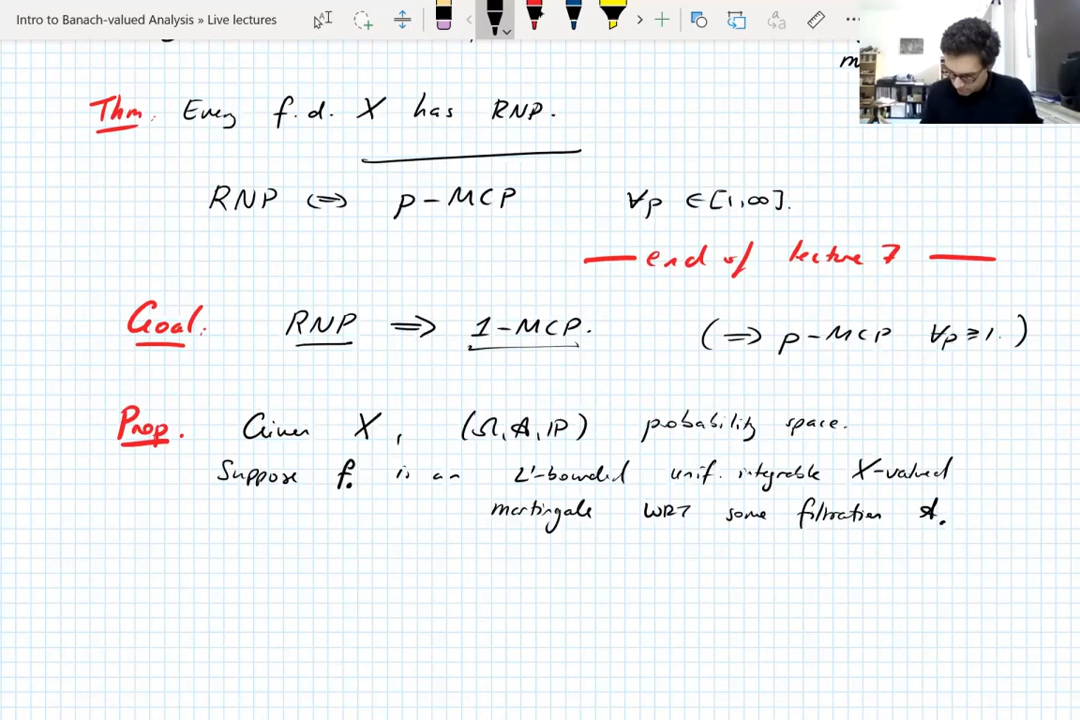 Intro to Banach-valued Analysis » Live lectures
Thm. Every f.d. X has RNP.
RNP ⇔ p-MCP ∀p ∈ [1,∞].
— end of lecture 7 —
Goal. RNP ⇒ 1-MCP. (⇒ p-MCP ∀p ≥ 1.)
Prop. Given X, (Ω, A, P) probability space.
Suppose f. is an L¹-bounded unif. integrable X-valued
martingale WRT some filtration A.